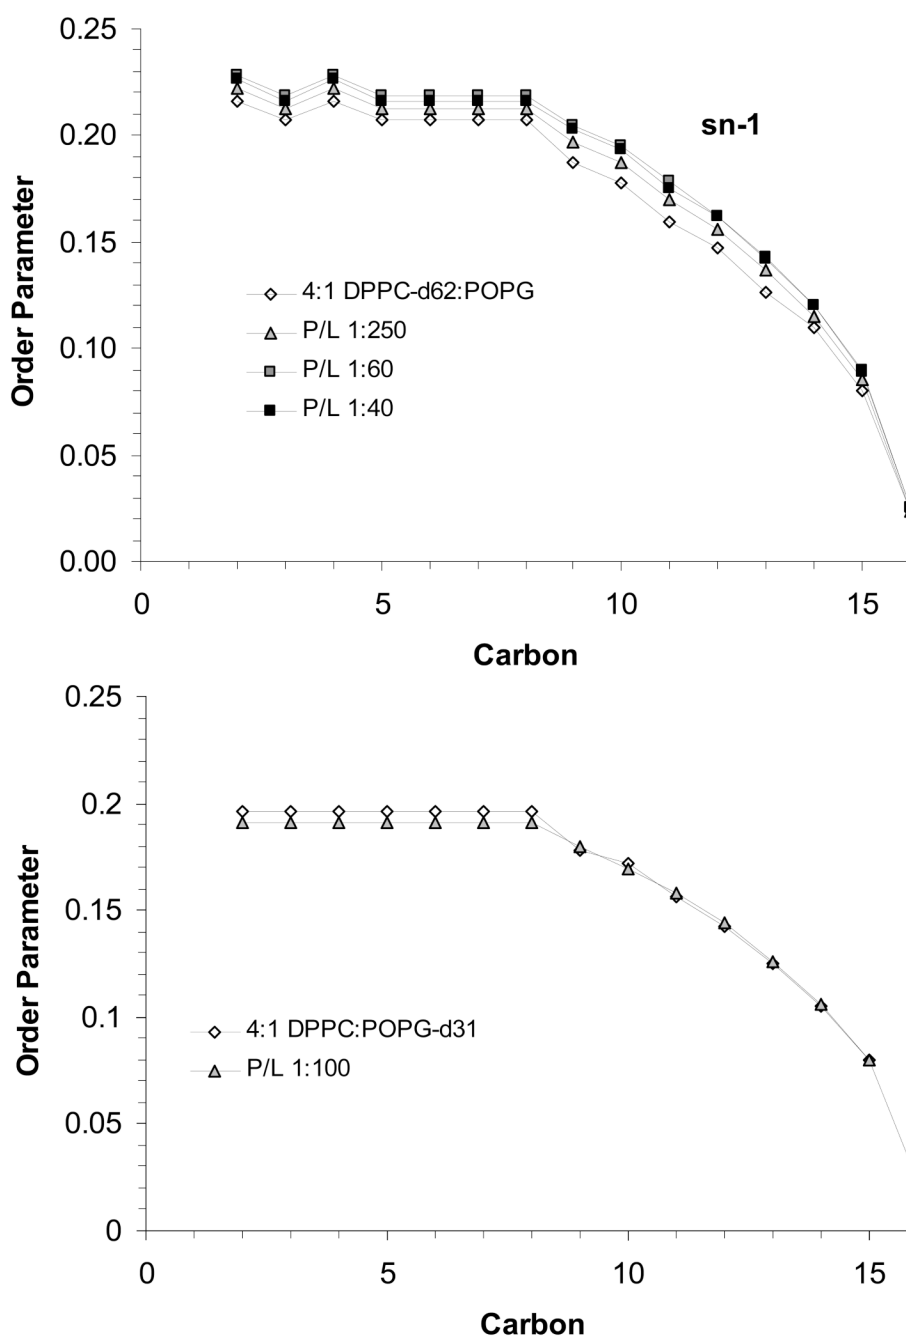 0.25
0.20
sn-1
0.15
4:1 DPPC-d62:POPG
P/L 1:250
P/L 1:60
P/L 1:40
0.10
0.05
0.00
Order Parameter
0 5 10 15
Carbon
0.25
0.2
0.15
0.1
4:1 DPPC:POPG-d31
P/L 1:100
0.05
0
Order Parameter
0 5 10 15
Carbon